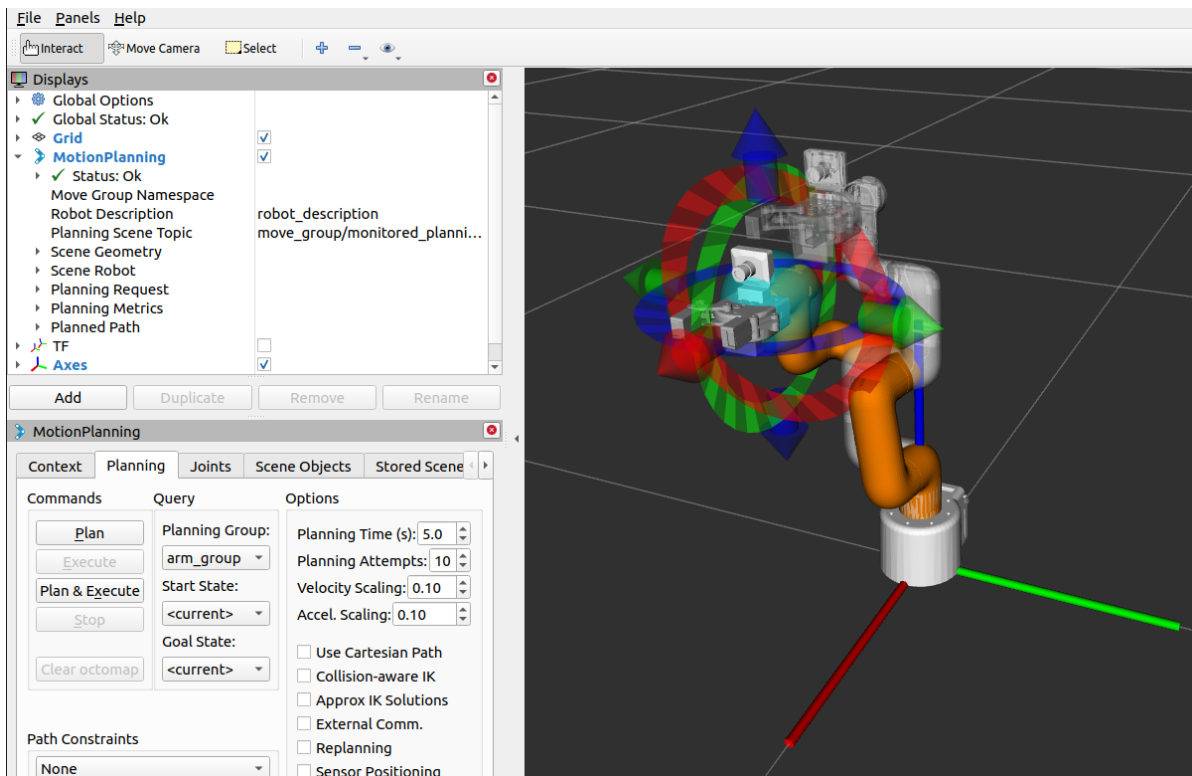 File Panels Help
Interact Move Camera Select
Displays
Global Options
Global Status: Ok
Grid
MotionPlanning
Status: Ok
Move Group Namespace
Robot Description robot_description
Planning Scene Topic move_group/monitored_planni...
Scene Geometry
Scene Robot
Planning Request
Planning Metrics
Planned Path
TF
Axes
Add Duplicate Remove Rename
MotionPlanning
Context Planning Joints Scene Objects Stored Scene
Commands
Plan
Execute
Plan & Execute
Stop
Clear octomap
Query
Planning Group:
arm_group
Start State:
<current>
Goal State:
<current>
Options
Planning Time (s): 5.0
Planning Attempts: 10
Velocity Scaling: 0.10
Accel. Scaling: 0.10
Use Cartesian Path
Collision-aware IK
Approx IK Solutions
External Comm.
Replanning
Sensor Positioning
Path Constraints
None